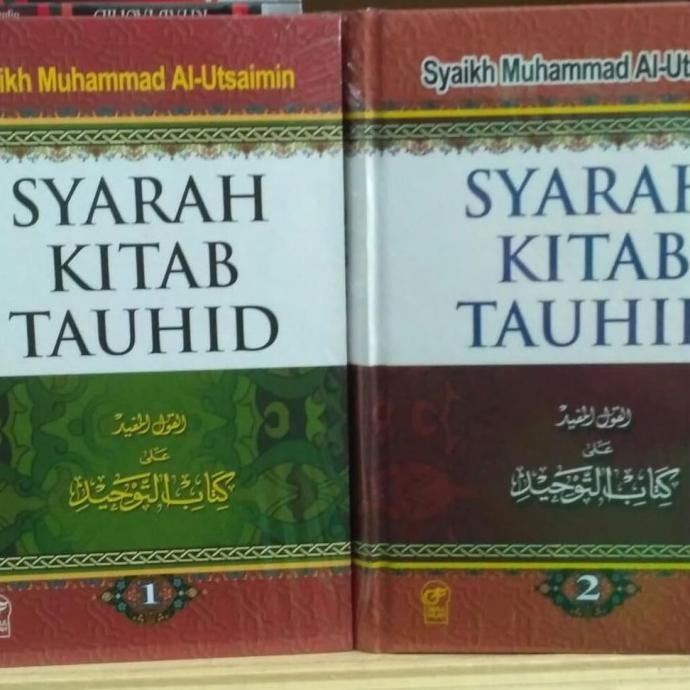 ikh Muhammad Al-Utsaimin
SYARAH
KITAB
TAUHID
القول المفيد
على
كتاب التوحيد
1
Syaikh Muhammad Al-Uts
SYARAH
KITAB
TAUHI
القول المفيد
على
كتاب التوحيد
2